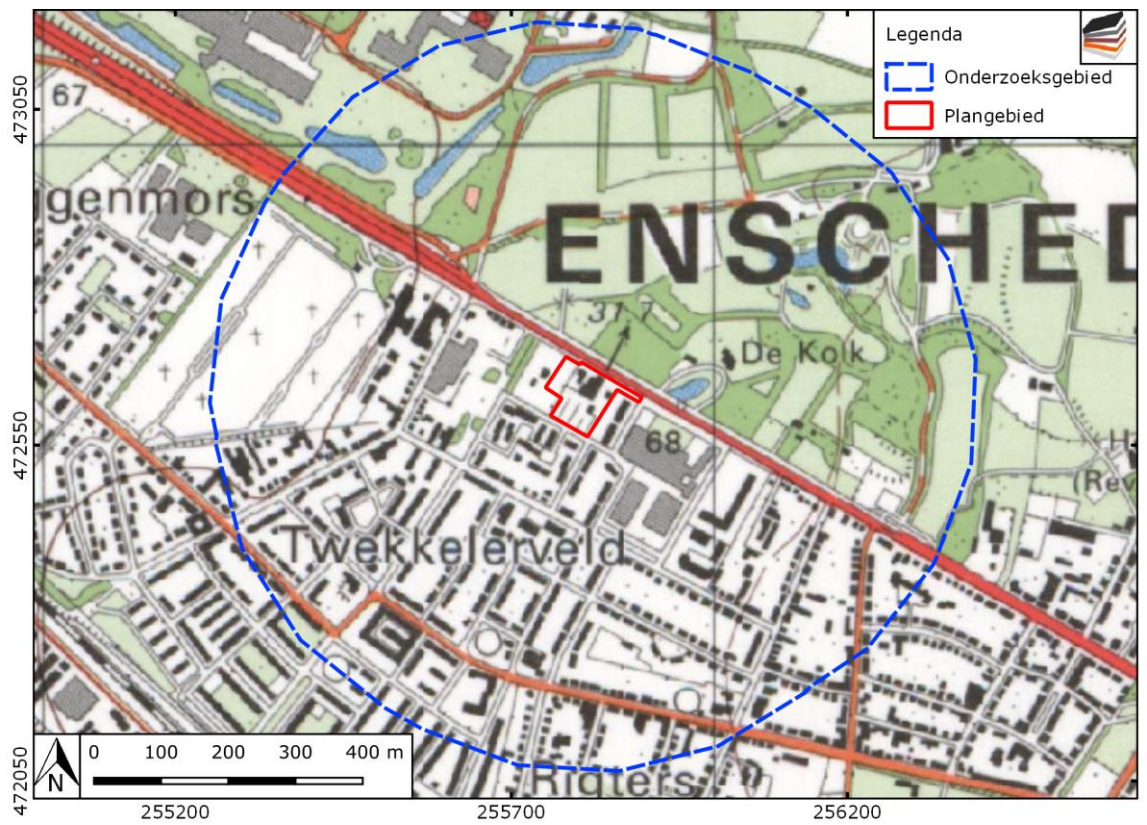 Legenda
Onderzoeksgebied
Plangebied
473050
67
ggenmors
ENSCHED
37.7
De Kolk
472550
68
H
(Rev
Twekkelerveld
0 100 200 300 400 m
N
Rigters
472050
255200 255700 256200